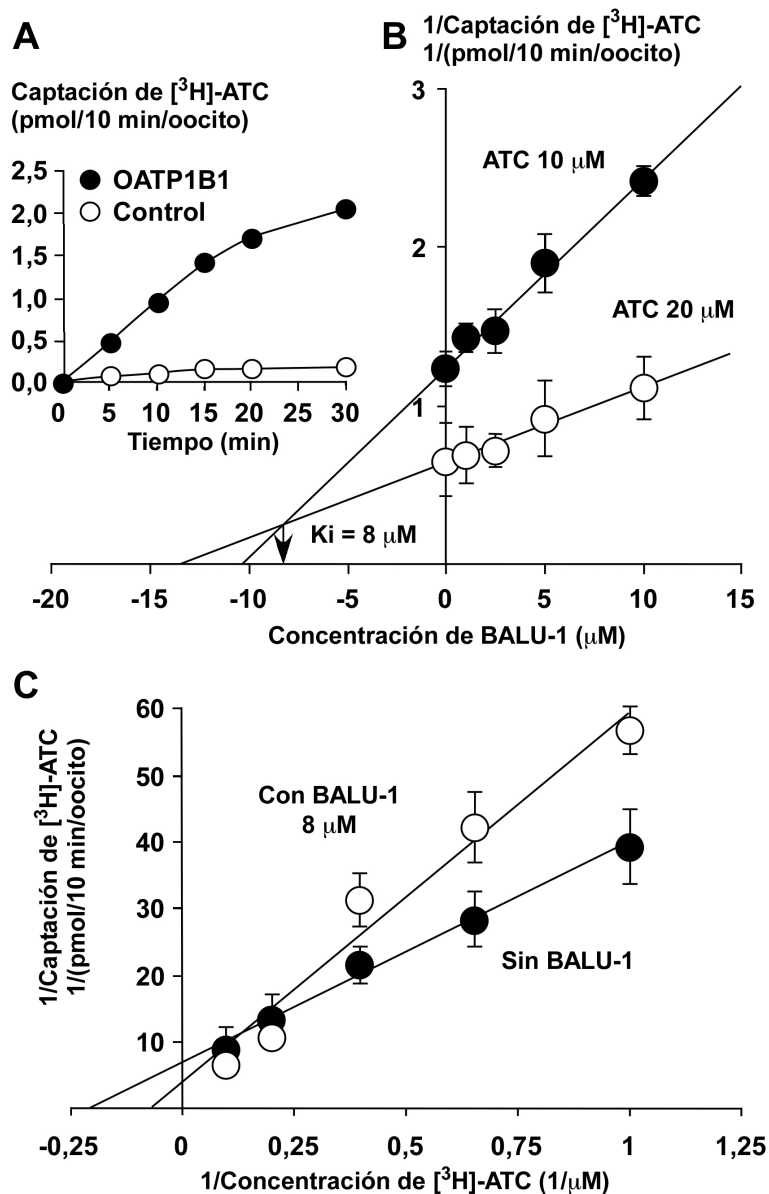 A
Captación de [³H]-ATC
(pmol/10 min/oocito)
2,5
2,0
1,5
1,0
0,5
0,0
OATP1B1
Control
0 5 10 15 20 25 30
Tiempo (min)
B
1/Captación de [³H]-ATC
1/(pmol/10 min/oocito)
3
2
1
ATC 10 μM
ATC 20 μM
Ki = 8 μM
-20 -15 -10 -5 0 5 10 15
Concentración de BALU-1 (μM)
C
1/Captación de [³H]-ATC
1/(pmol/10 min/oocito)
60
50
40
30
20
10
Con BALU-1
8 μM
Sin BALU-1
-0,25 0 0,25 0,5 0,75 1 1,25
1/Concentración de [³H]-ATC (1/μM)